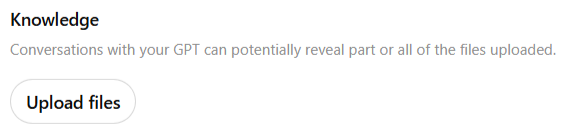 Knowledge
Conversations with your GPT can potentially reveal part or all of the files uploaded.
Upload files